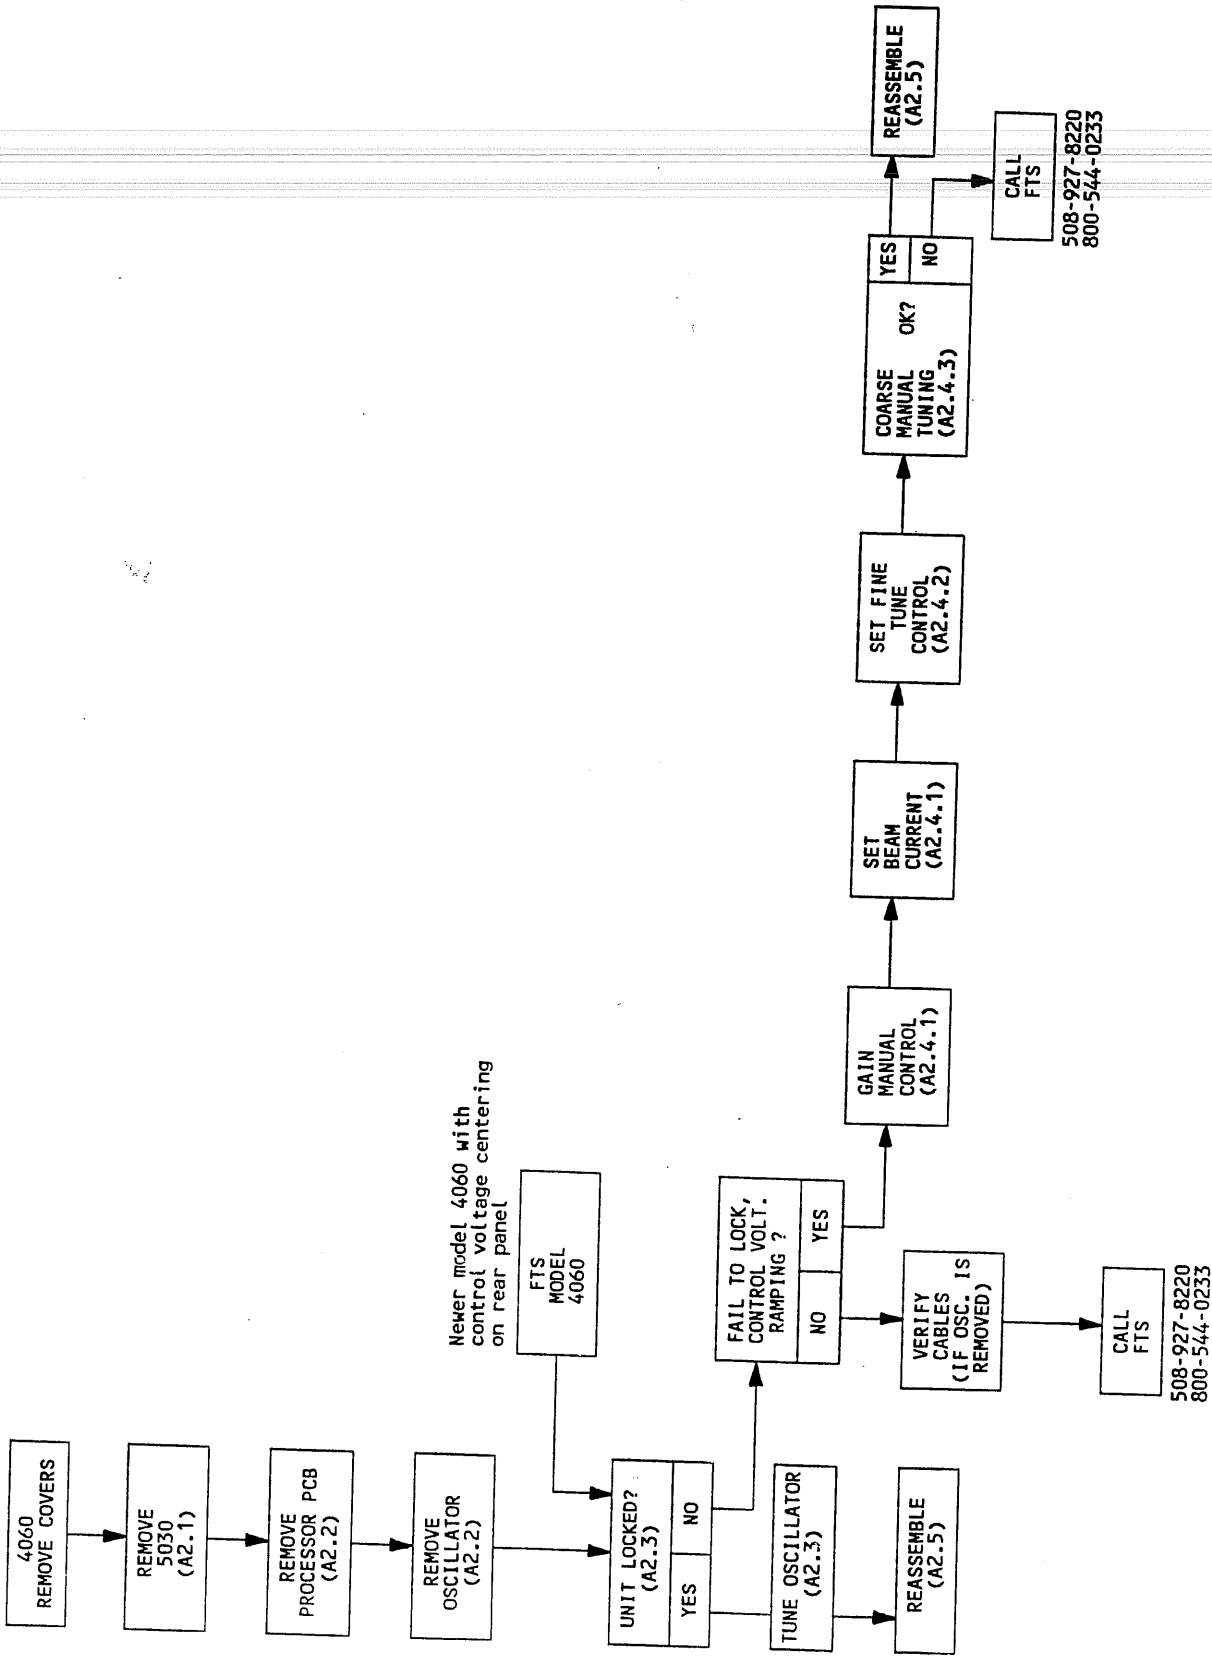 4060
REMOVE COVERS
REMOVE
5030
(A2.1)
REMOVE
PROCESSOR PCB
(A2.2)
REMOVE
OSCILLATOR
(A2.2)
Newer model 4060 with
control voltage centering
on rear panel
FTS
MODEL
4060
UNIT LOCKED?
(A2.3)
YES
NO
TUNE OSCILLATOR
(A2.3)
REASSEMBLE
(A2.5)
FAIL TO LOCK,
CONTROL VOLT.
RAMPING ?
NO
YES
VERIFY
CABLES
(IF OSC. IS
REMOVED)
CALL
FTS
508-927-8220
800-544-0233
GAIN
MANUAL
CONTROL
(A2.4.1)
SET
BEAM
CURRENT
(A2.4.1)
SET FINE
TUNE
CONTROL
(A2.4.2)
COARSE
MANUAL OK?
TUNING
(A2.4.3)
YES
NO
REASSEMBLE
(A2.5)
CALL
FTS
508-927-8220
800-544-0233